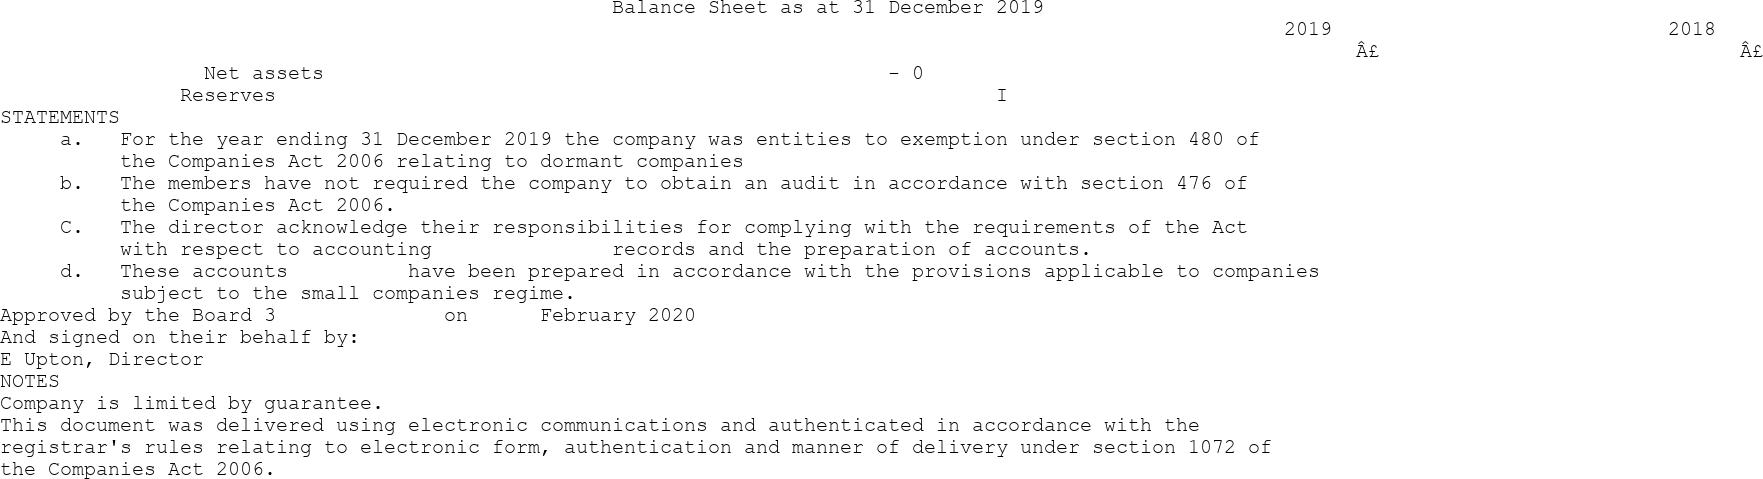 Balance Sheet as at 31 December 2019
2019 2018
Â£ Â£
Net assets - 0
Reserves I
STATEMENTS
a. For the year ending 31 December 2019 the company was entities to exemption under section 480 of
the Companies Act 2006 relating to dormant companies
b. The members have not required the company to obtain an audit in accordance with section 476 of
the Companies Act 2006.
C. The director acknowledge their responsibilities for complying with the requirements of the Act
with respect to accounting records and the preparation of accounts.
d. These accounts have been prepared in accordance with the provisions applicable to companies
subject to the small companies regime.
Approved by the Board 3 on February 2020
And signed on their behalf by:
E Upton, Director
NOTES
Company is limited by guarantee.
This document was delivered using electronic communications and authenticated in accordance with the
registrar's rules relating to electronic form, authentication and manner of delivery under section 1072 of
the Companies Act 2006.